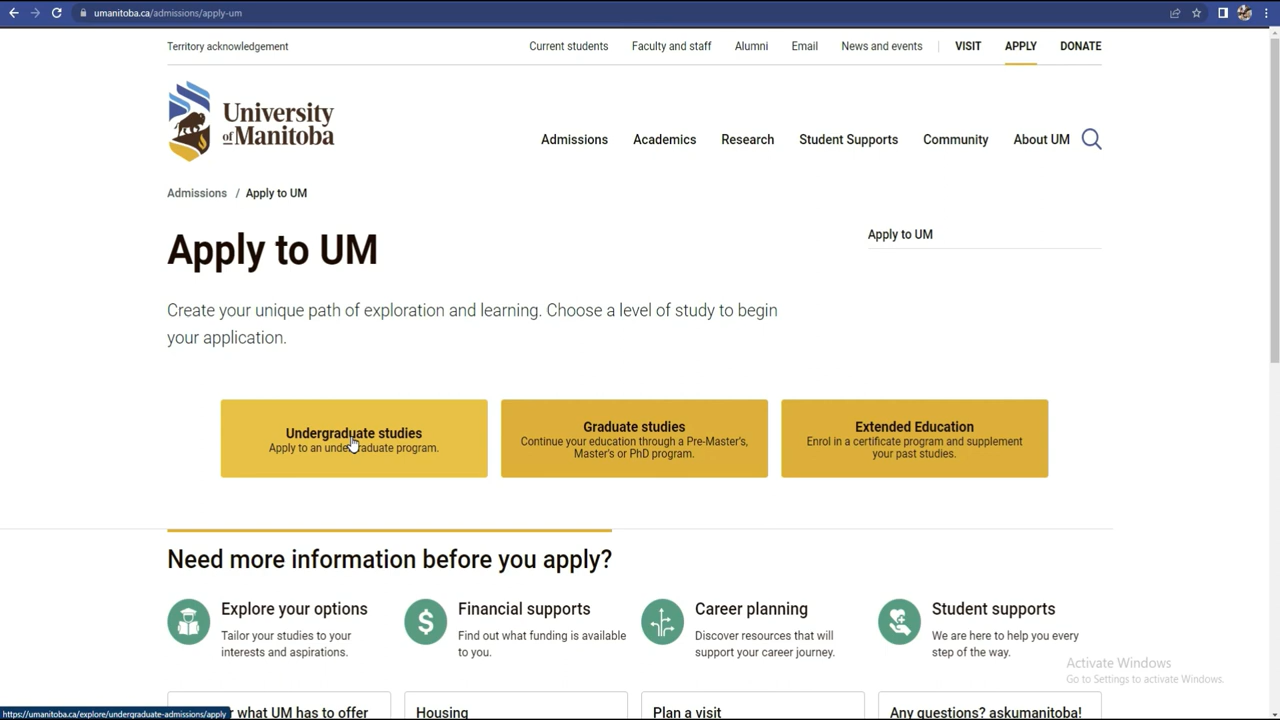 umanitoba.ca/admissions/apply-um
Territory acknowledgement
Current students
Faculty and staff
Alumni
Email
News and events
VISIT
APPLY
DONATE
University
of Manitoba
Admissions
Academics
Research
Student Supports
Community
About UM
Admissions / Apply to UM
Apply to UM
Apply to UM
Create your unique path of exploration and learning. Choose a level of study to begin
your application.
Undergraduate studies
Apply to an undergraduate program.
Graduate studies
Continue your education through a Pre-Master's,
Master's or PhD program.
Extended Education
Enrol in a certificate program and supplement
your past studies.
Need more information before you apply?
Explore your options
Tailor your studies to your
interests and aspirations.
Financial supports
Find out what funding is available
to you.
Career planning
Discover resources that will
support your career journey.
Student supports
We are here to help you every
step of the way.
Activate Windows
Go to Settings to activate Windows.
what UM has to offer
Housing
Plan a visit
Any questions? askumanitoba!
https://umanitoba.ca/explore/undergraduate-admissions/apply